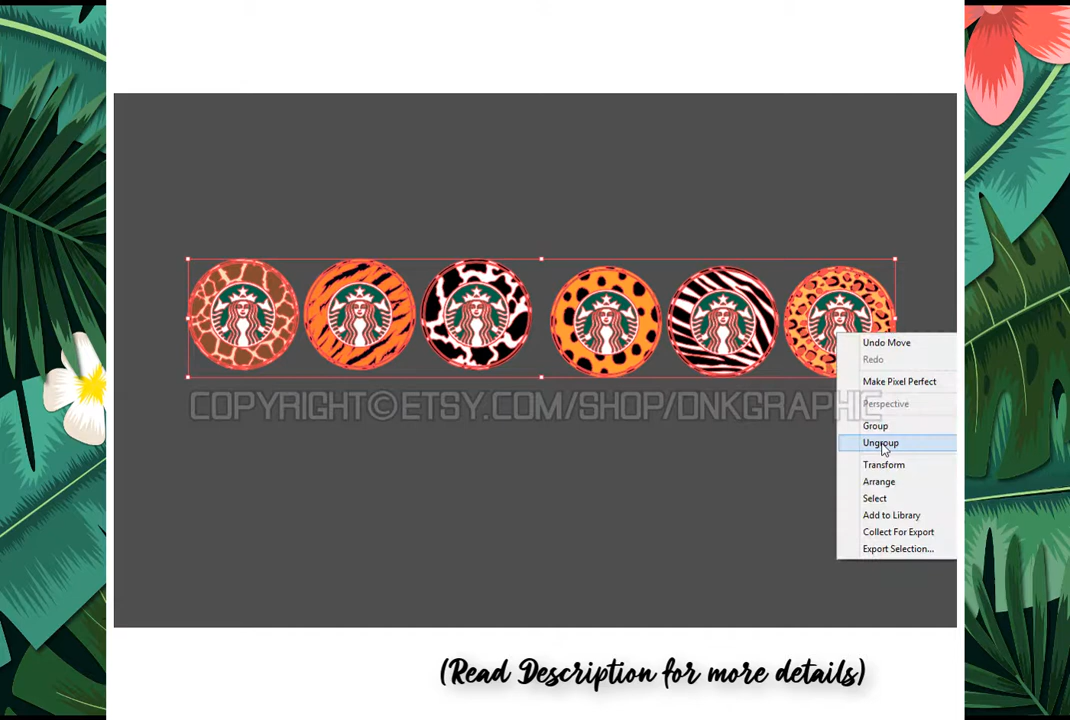 Undo Move
Redo
Make Pixel Perfect
Perspective
Group
Ungroup
Transform
Arrange
Select
Add to Library
Collect For Export
Export Selection...
COPYRIGHT©ETSY.COM/SHOP/DNKGRAPHIC
(Read Description for more details)